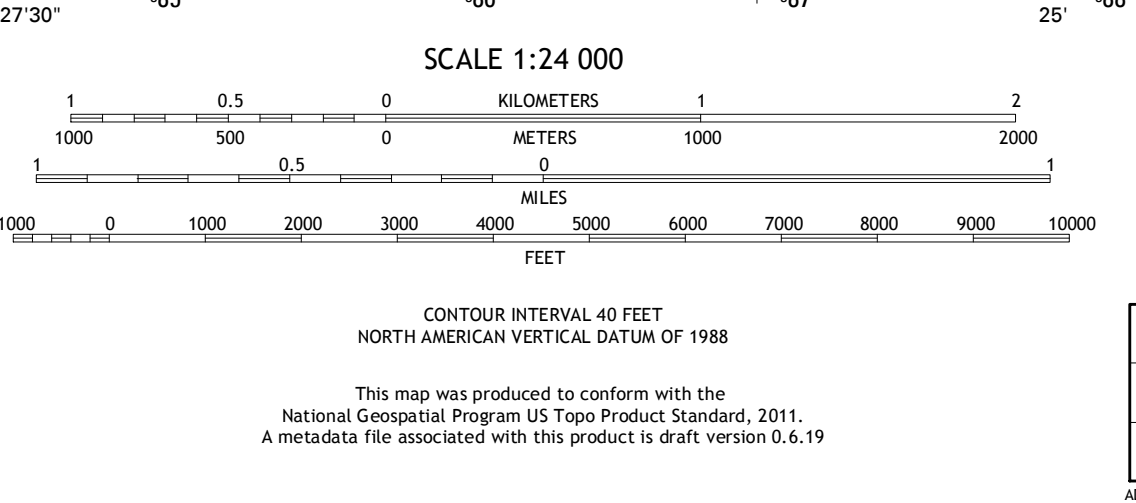 27'30"
25'
SCALE 1:24 000
1 0.5 0 KILOMETERS 1 2
1000 500 0 METERS 1000 2000
1 0.5 0 1
MILES
1000 0 1000 2000 3000 4000 5000 6000 7000 8000 9000 10000
FEET
CONTOUR INTERVAL 40 FEET
NORTH AMERICAN VERTICAL DATUM OF 1988
This map was produced to conform with the
National Geospatial Program US Topo Product Standard, 2011.
A metadata file associated with this product is draft version 0.6.19